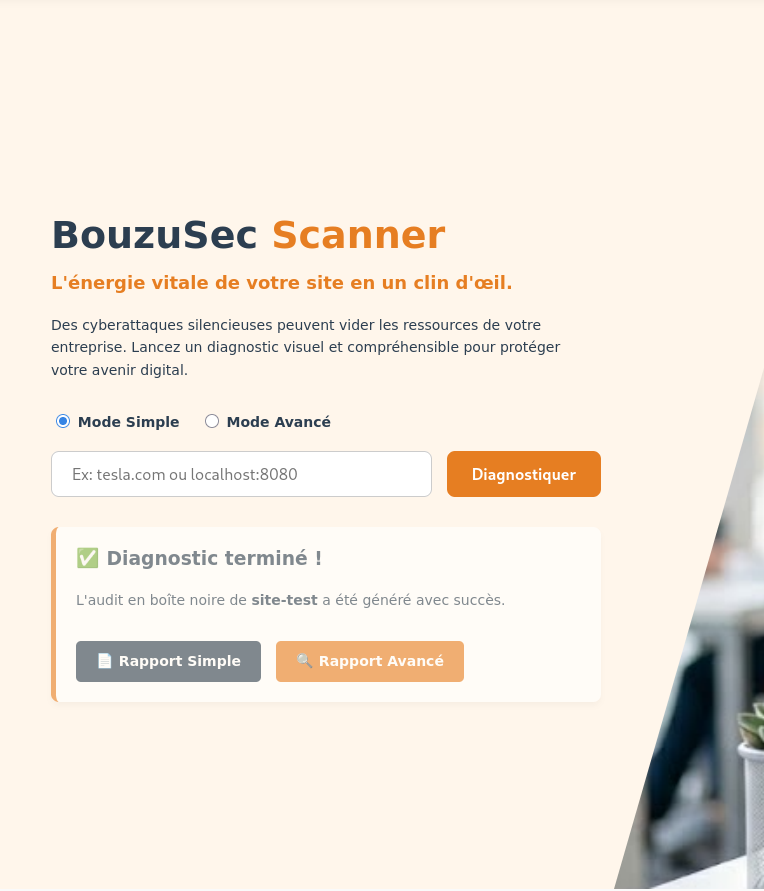 BouzuSec Scanner
L'énergie vitale de votre site en un clin d'œil.
Des cyberattaques silencieuses peuvent vider les ressources de votre
entreprise. Lancez un diagnostic visuel et compréhensible pour protéger
votre avenir digital.
Mode Simple Mode Avancé
Ex: tesla.com ou localhost:8080 Diagnostiquer
✅ Diagnostic terminé !
L'audit en boîte noire de site-test a été généré avec succès.
📄 Rapport Simple 🔍 Rapport Avancé